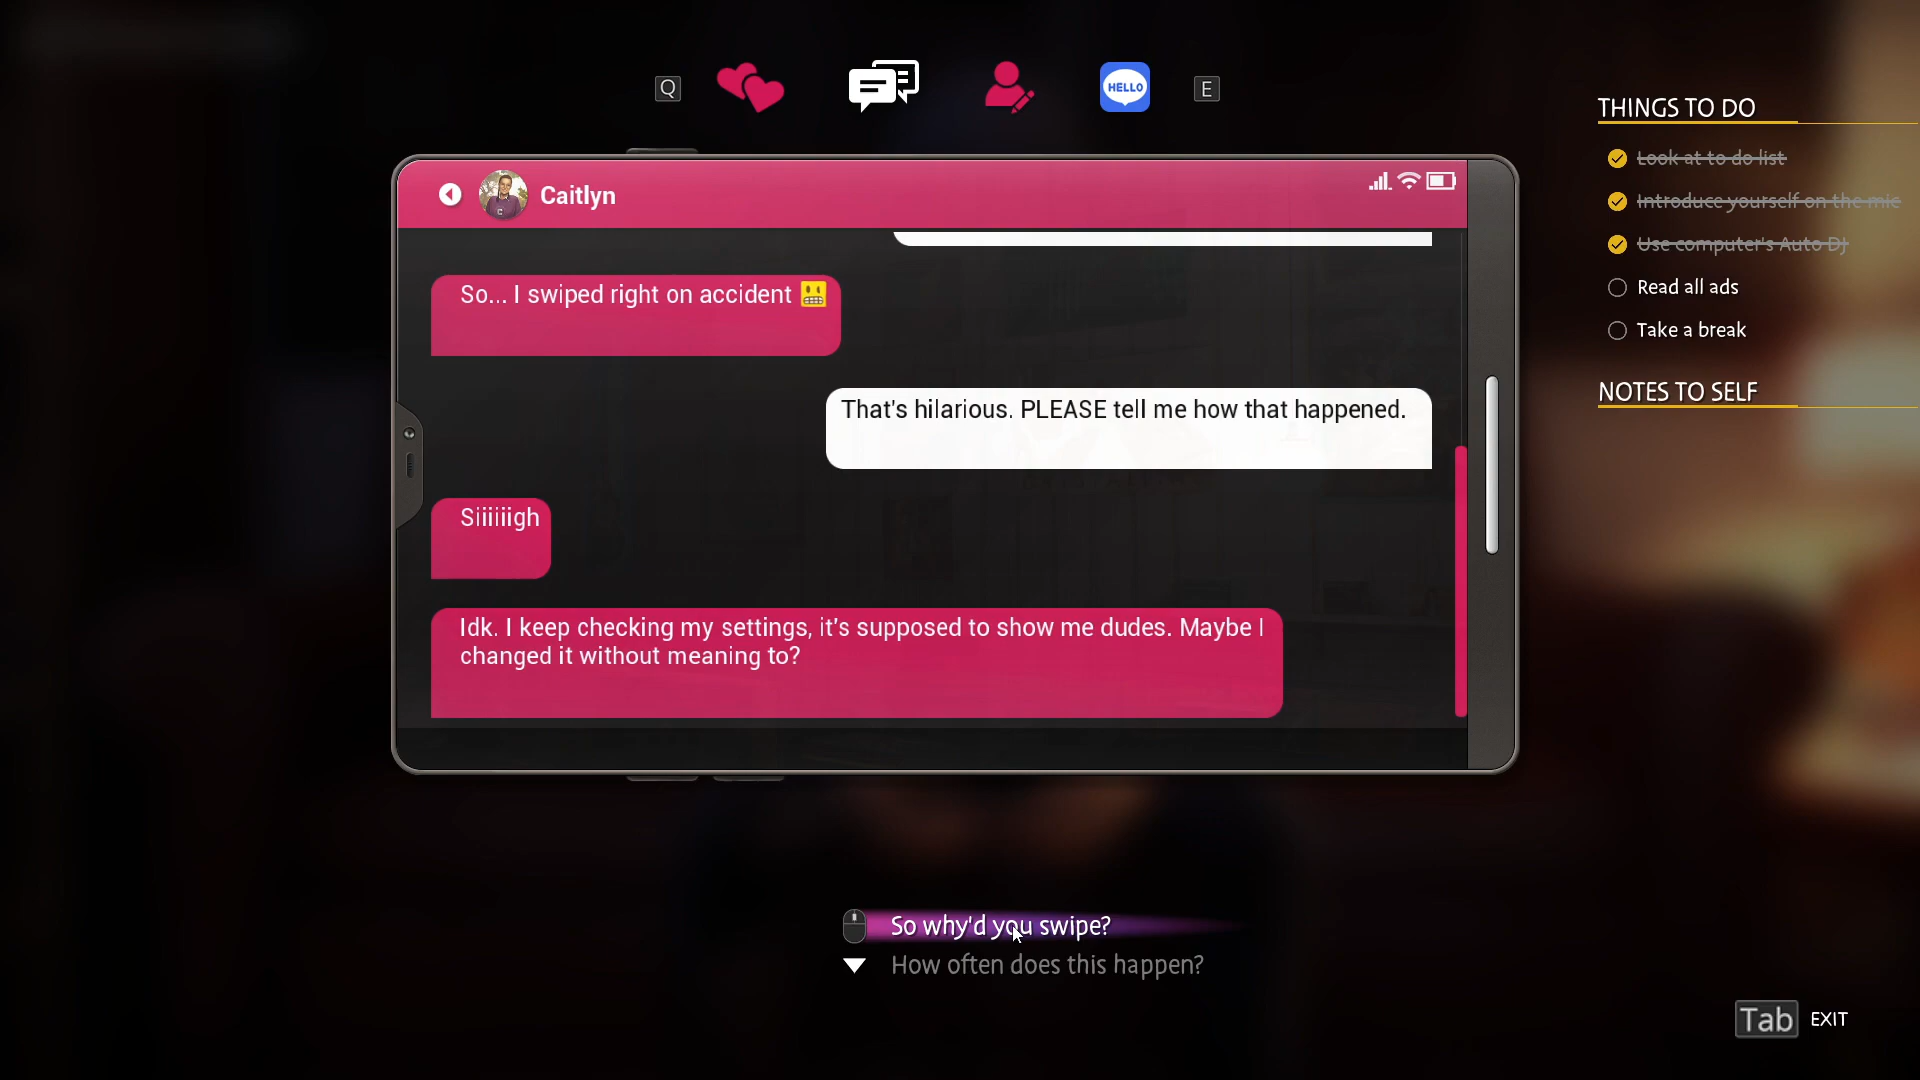 Q
HELLO
E
THINGS TO DO
Look at to do list
Introduce yourself on the mic
Use computer's Auto DJ
Read all ads
Take a break
NOTES TO SELF
Caitlyn
So... I swiped right on accident 😬
That's hilarious. PLEASE tell me how that happened.
Siiiiiigh
Idk. I keep checking my settings, it's supposed to show me dudes. Maybe I
changed it without meaning to?
So why'd you swipe?
How often does this happen?
Tab EXIT